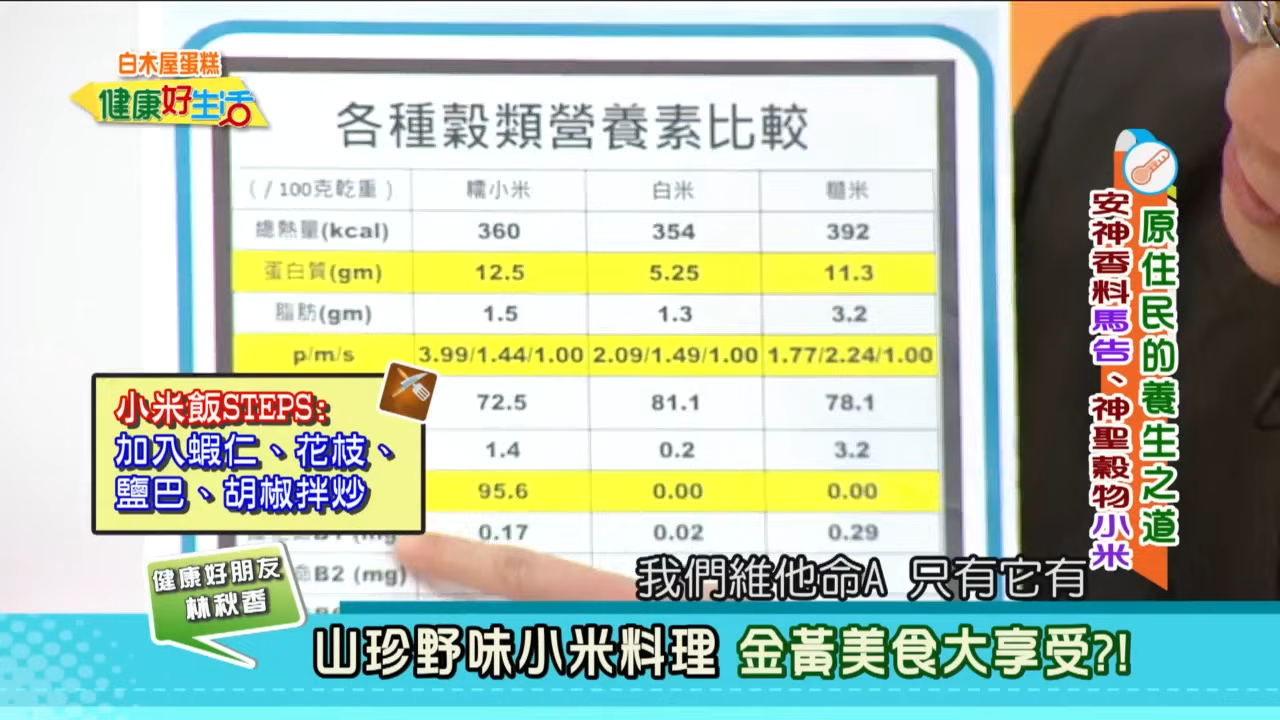 白木屋蛋糕
健康好生活
各種穀類營養素比較
( / 100克乾重 ) 糯小米 白米 糙米
總熱量(kcal) 360 354 392
蛋白質(gm) 12.5 5.25 11.3
脂肪(gm) 1.5 1.3 3.2
p/m/s 3.99/1.44/1.00 2.09/1.49/1.00 1.77/2.24/1.00
72.5 81.1 78.1
1.4 0.2 3.2
95.6 0.00 0.00
B1 (mg 0.17 0.02 0.29
命B2 (mg)
小米飯STEPS:
加入蝦仁、花枝、
鹽巴、胡椒拌炒
原住民的養生之道
安神香料馬告、神聖穀物小米
我們維他命A 只有它有
健康好朋友
林秋香
山珍野味小米料理 金黃美食大享受?!